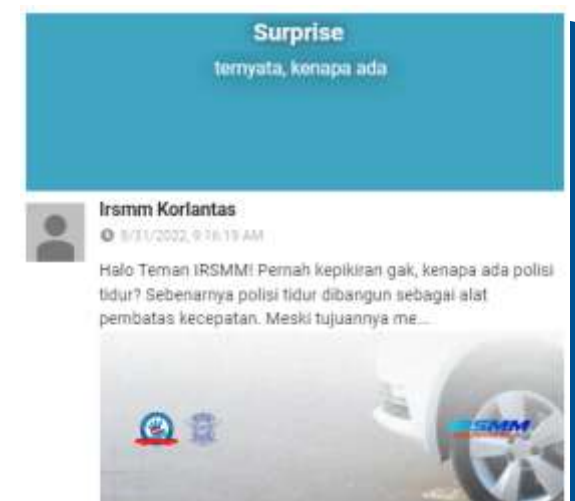 Surprise
ternyata, kenapa ada
Irsmm Korlantas
8/31/2022, 9:16:19 AM
Halo Teman IRSMM! Pernah kepikiran gak, kenapa ada polisi
tidur? Sebenarnya polisi tidur dibangun sebagai alat
pembatas kecepatan. Meski tujuannya me...
IRSMM